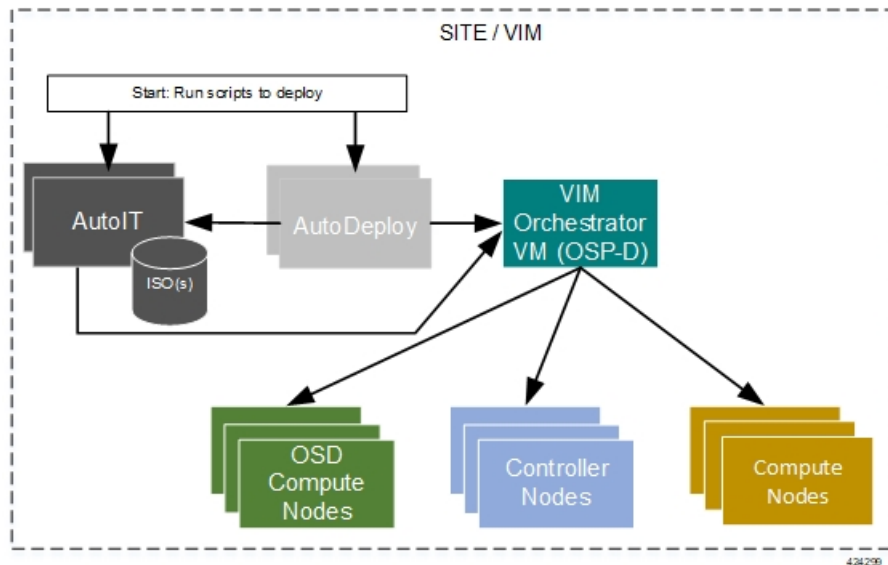 SITE / VIM
Start: Run scripts to deploy
AutoIT
ISO(s)
AutoDeploy
VIM
Orchestrator
VM (OSP-D)
OSD
Compute
Nodes
Controller
Nodes
Compute
Nodes
424299